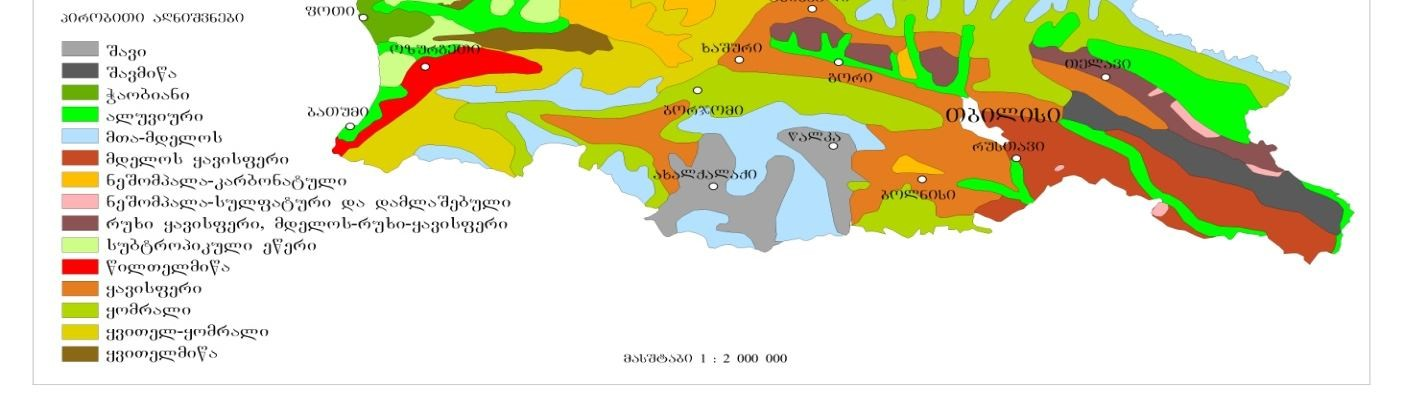 პირობითი აღნიშვნები
ფოთი
ოზურგეთი
ხაშური
გორი
თელავი
ბათუმი
ბორჯომი
თბილისი
წალკა
რუსთავი
ახალქალაქი
ბოლნისი
შავი
შავმიწა
ჭაობიანი
ალუვიური
მთა-მდელოს
მდელოს ყავისფერი
ნეშომპალა-კარბონატული
ნეშომპალა-სულფატური და დამლაშებული
რუხი ყავისფერი, მდელოს-რუხი-ყავისფერი
სუბტროპიკული ეწერი
წითელმიწა
ყავისფერი
ყომრალი
ყვითელ-ყომრალი
ყვითელმიწა
მასშტაბი 1 : 2 000 000